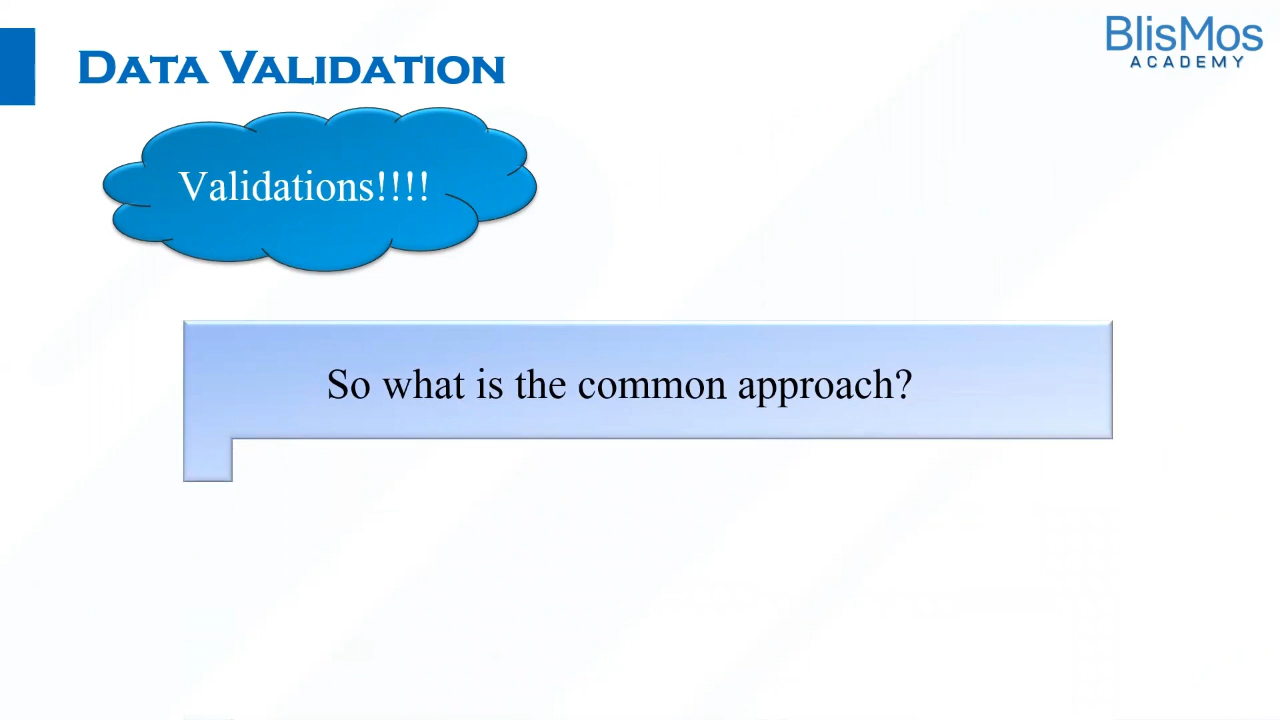 BlisMos
ACADEMY
DATA VALIDATION
Validations!!!!
So what is the common approach?